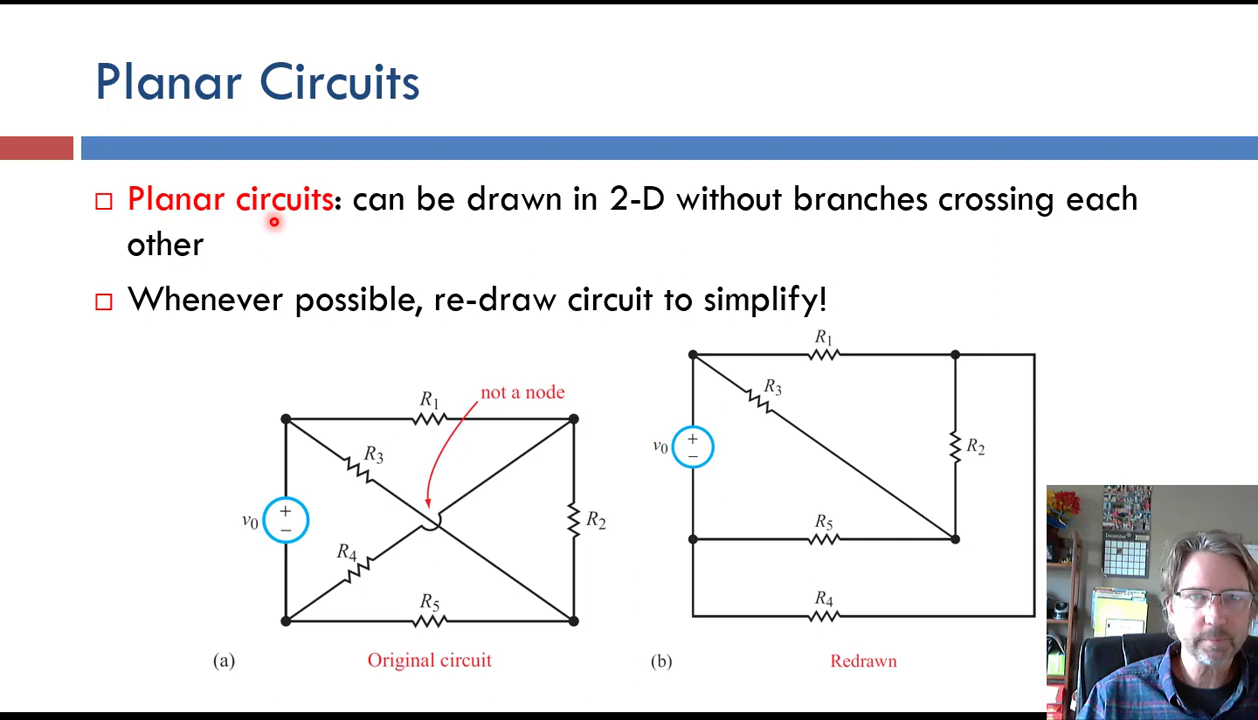 Planar Circuits
Planar circuits: can be drawn in 2-D without branches crossing each
other
Whenever possible, re-draw circuit to simplify!
R1
not a node
R3
v0
+
−
R2
R4
R5
(a)
Original circuit
R1
R3
v0
+
−
R2
R5
R4
(b)
Redrawn
December